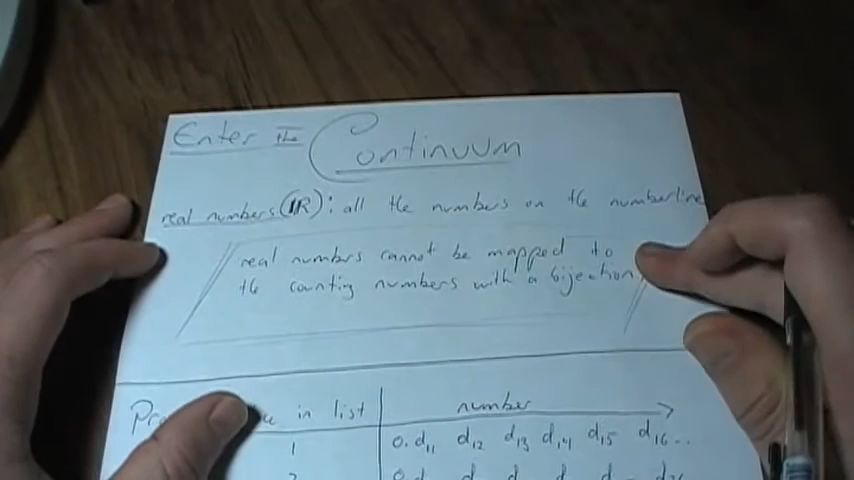 Enter the Continuum
real numbers (ℝ): all the numbers on the numberline
real numbers cannot be mapped to
the counting numbers with a bijection
in list number
1 0.d11 d12 d13 d14 d15 d16..
2